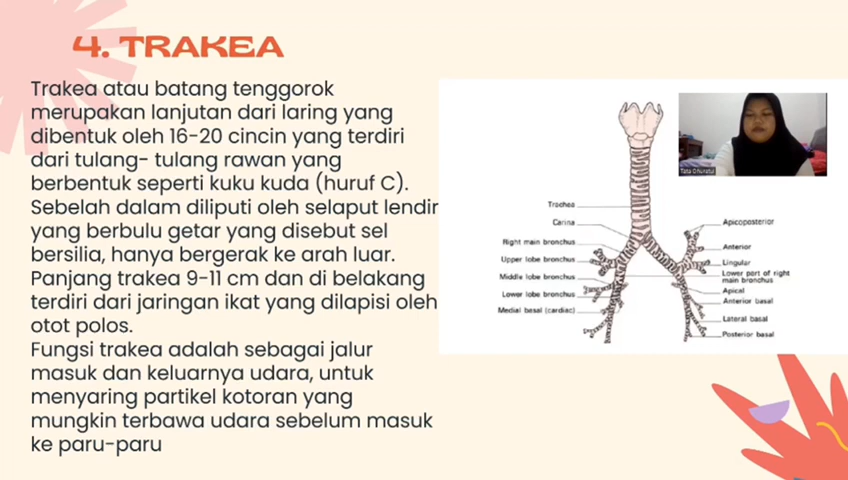 4. TRAKEA
Trakea atau batang tenggorok
merupakan lanjutan dari laring yang
dibentuk oleh 16-20 cincin yang terdiri
dari tulang- tulang rawan yang
berbentuk seperti kuku kuda (huruf C).
Sebelah dalam diliputi oleh selaput lendir
yang berbulu getar yang disebut sel
bersilia, hanya bergerak ke arah luar.
Panjang trakea 9-11 cm dan di belakang
terdiri dari jaringan ikat yang dilapisi oleh
otot polos.
Fungsi trakea adalah sebagai jalur
masuk dan keluarnya udara, untuk
menyaring partikel kotoran yang
mungkin terbawa udara sebelum masuk
ke paru-paru
Trachea
Carina
Right main bronchus
Upper lobe bronchus
Middle lobe bronchus
Lower lobe bronchus
Medial basal (cardiac)
Apicoposterior
Anterior
Lingular
Lower part of right
main bronchus
Apical
Anterior basal
Lateral basal
Posterior basal